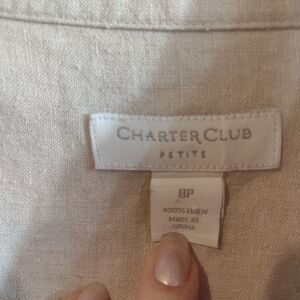 CHARTER CLUB
PETITE
8P
100% LINEN
MADE IN
CHINA